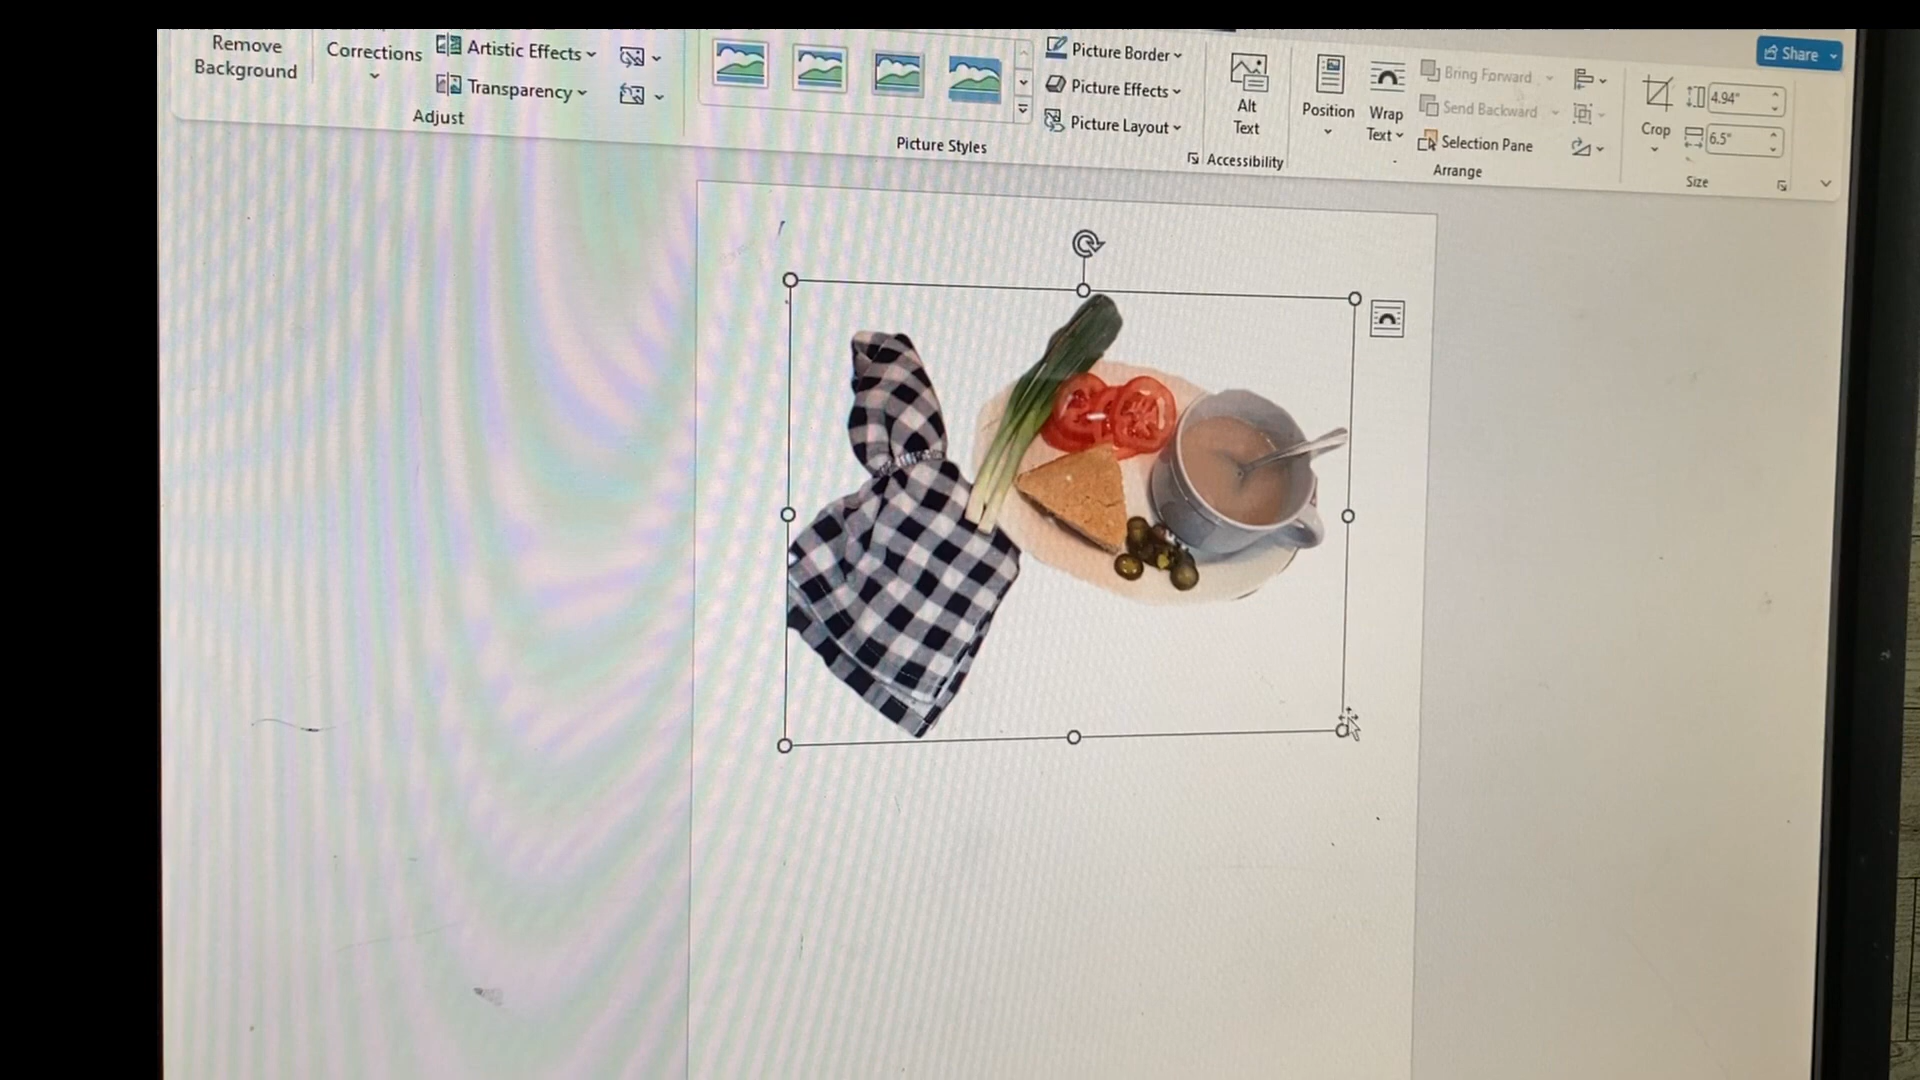 Remove
Background
Corrections
Artistic Effects
Transparency
Adjust
Picture Styles
Picture Border
Picture Effects
Picture Layout
Alt
Text
Accessibility
Position
Wrap
Text
Bring Forward
Send Backward
Selection Pane
Arrange
Crop
4.94"
6.5"
Size
Share